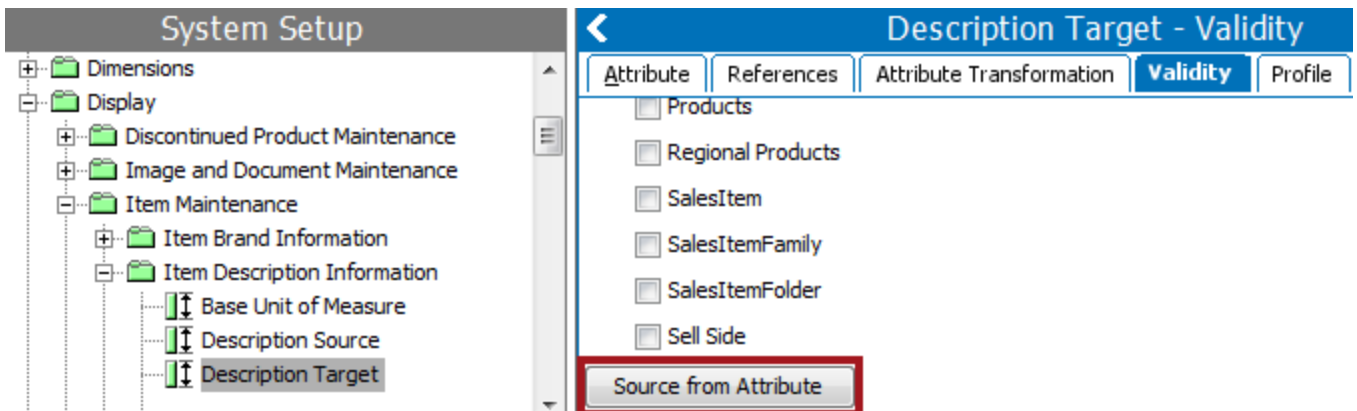 System Setup
Dimensions
Display
Discontinued Product Maintenance
Image and Document Maintenance
Item Maintenance
Item Brand Information
Item Description Information
Base Unit of Measure
Description Source
Description Target
Description Target - Validity
Attribute References Attribute Transformation Validity Profile
Products
Regional Products
SalesItem
SalesItemFamily
SalesItemFolder
Sell Side
Source from Attribute